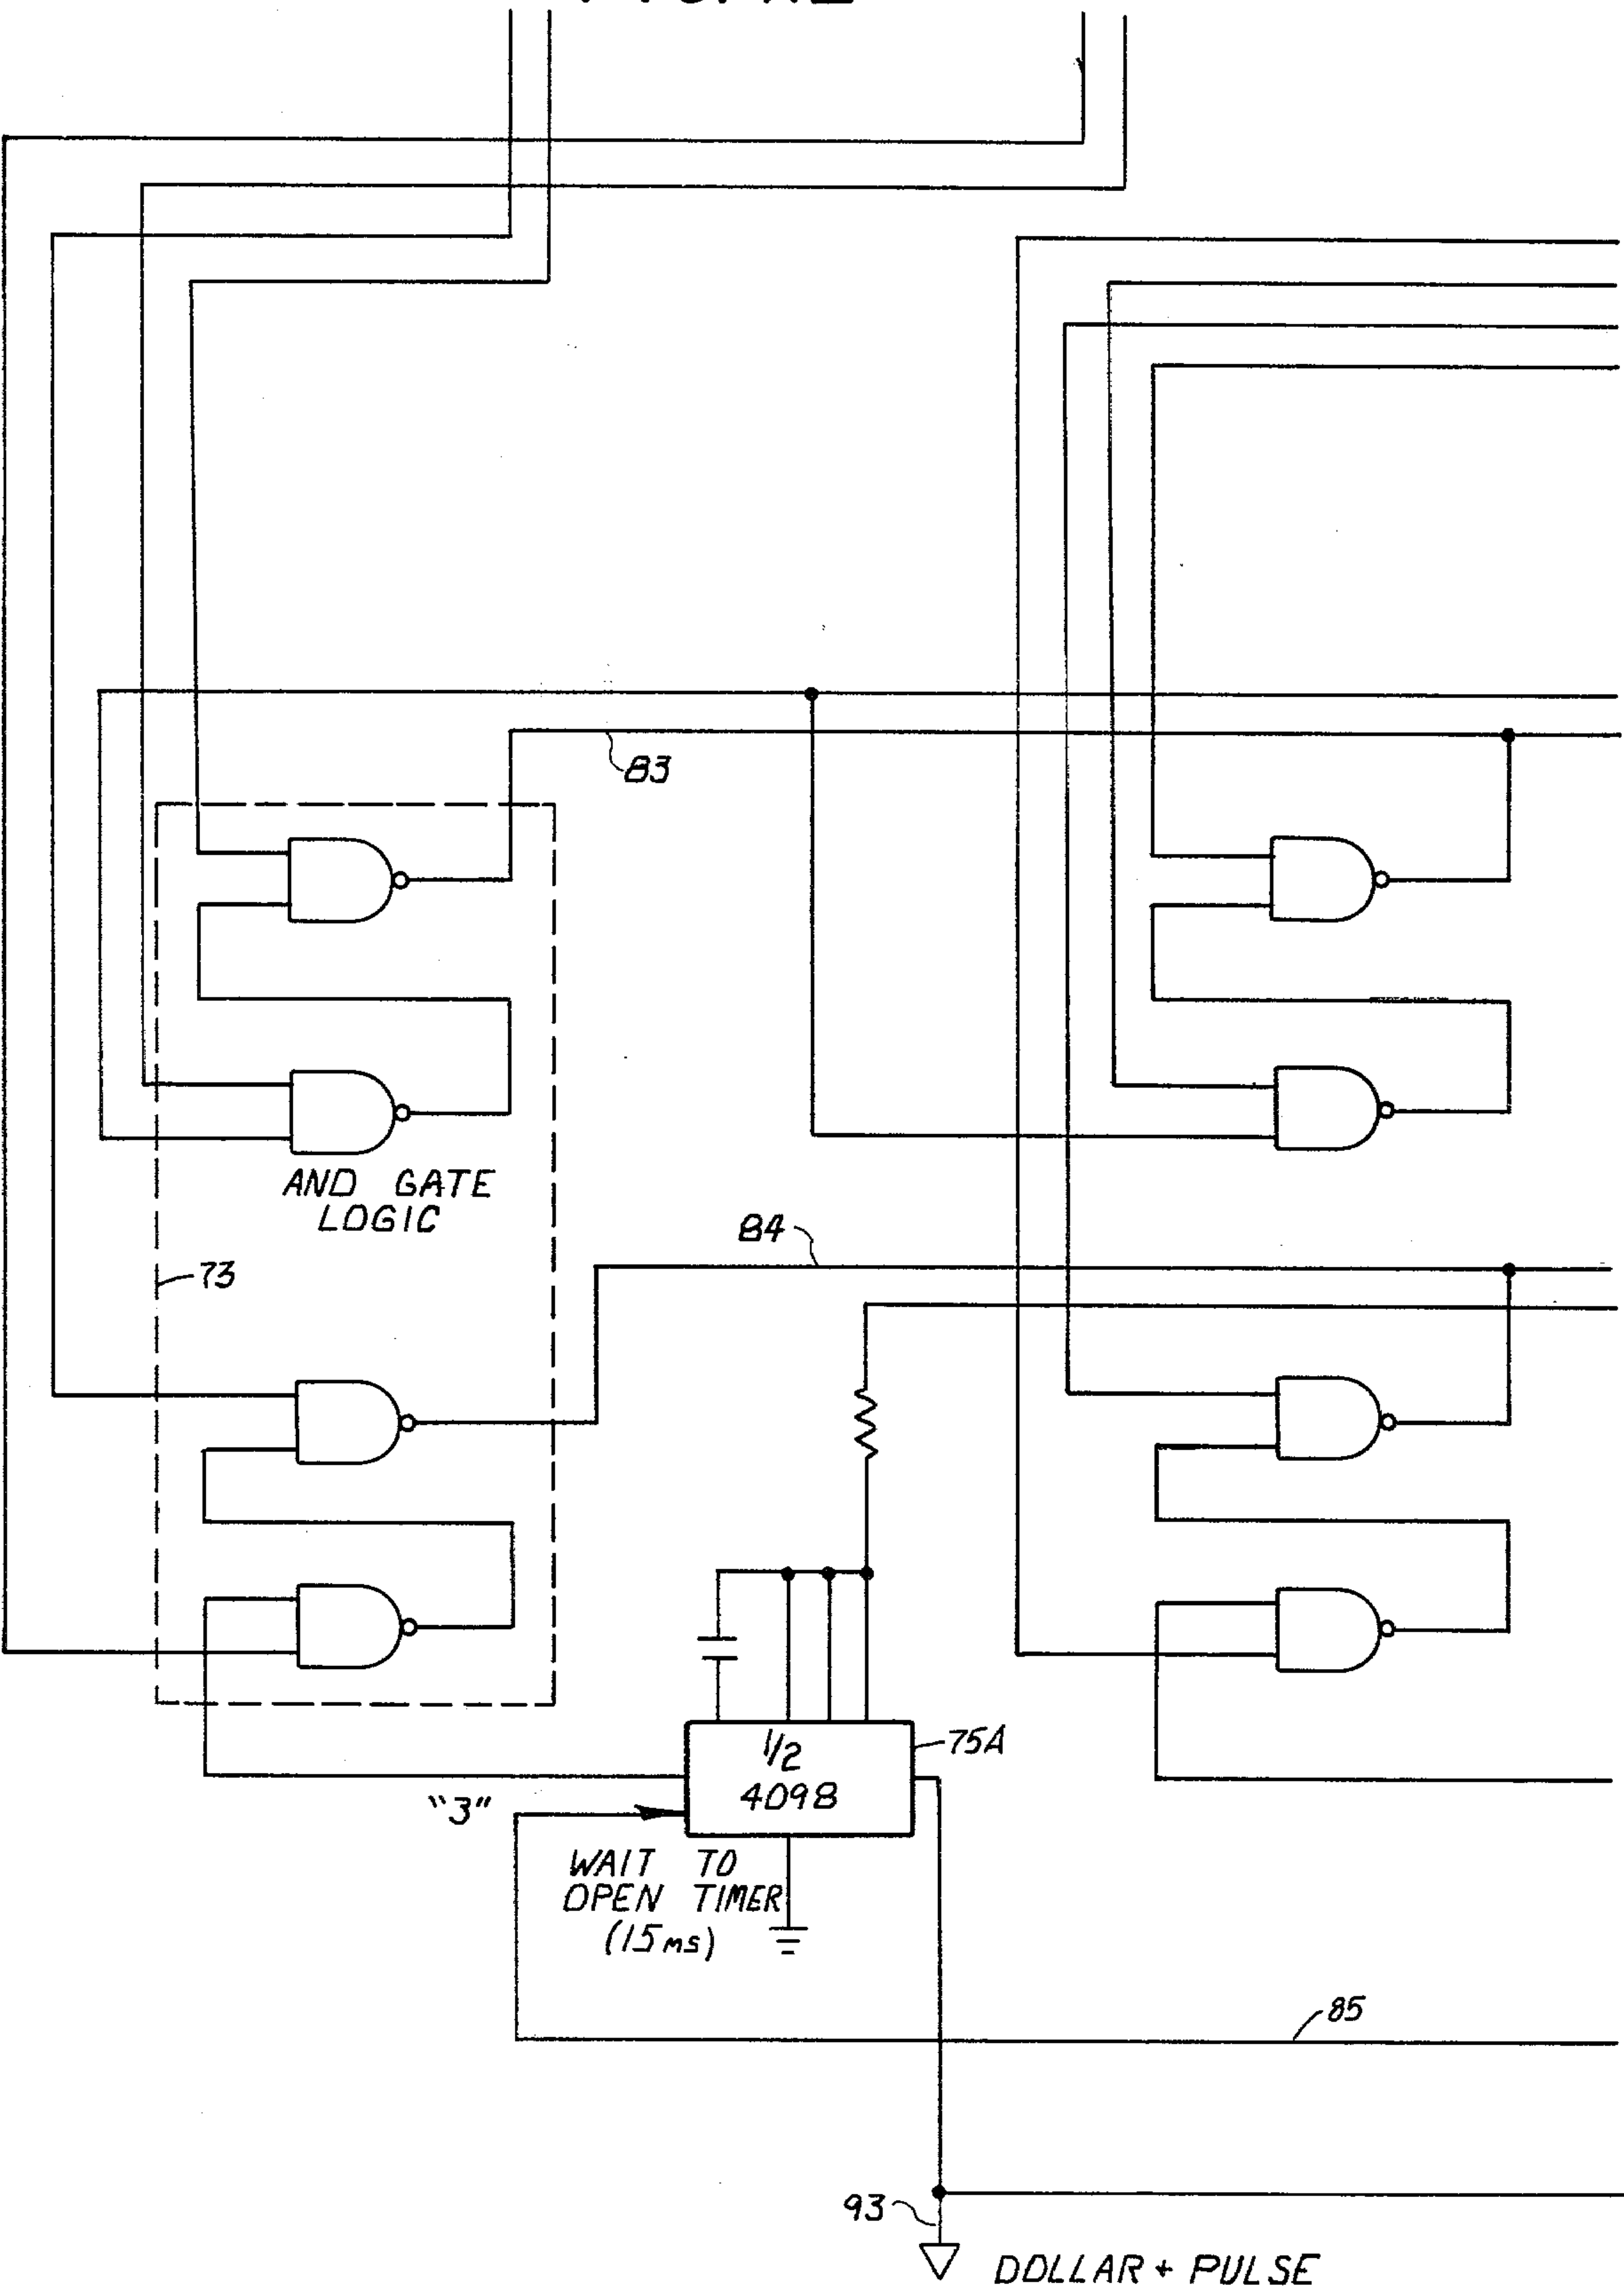 83
AND GATE
LOGIC
84
73
75A
1/2
4098
"3"
WAIT TO
OPEN TIMER
(15ms)
85
93
DOLLAR + PULSE